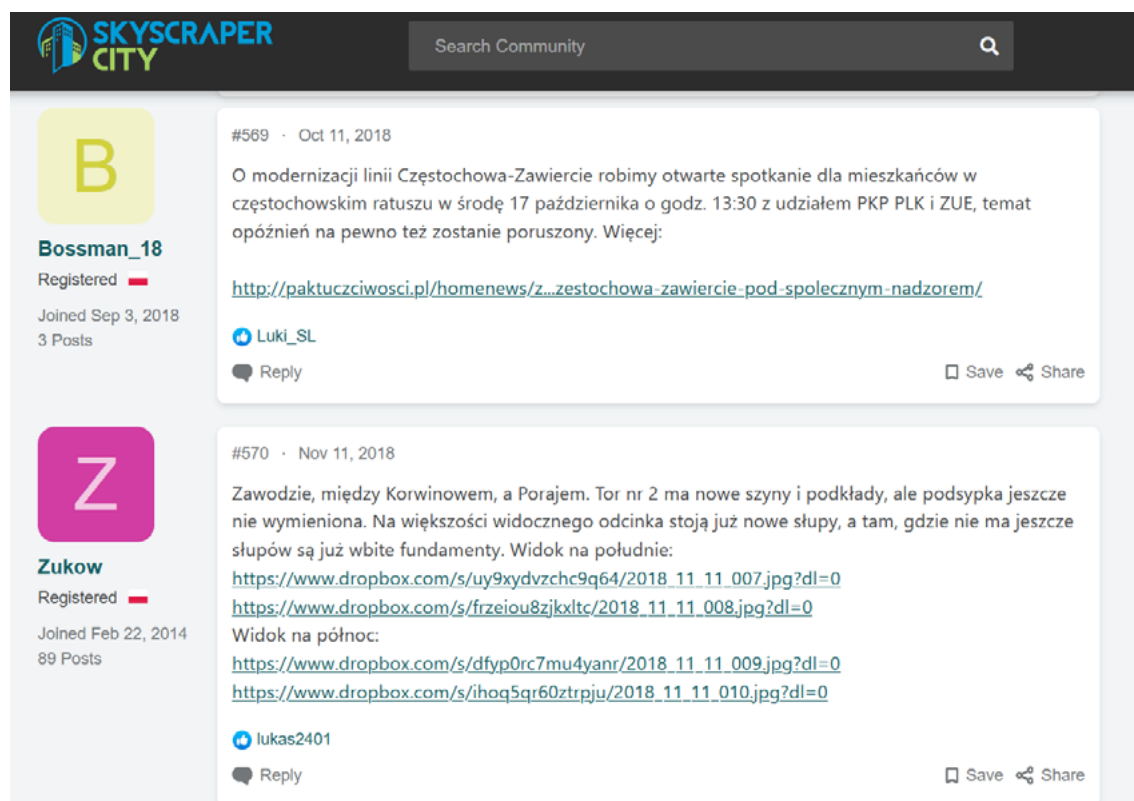 SKYSCRAPER
CITY
Search Community
B
Bossman_18
Registered
Joined Sep 3, 2018
3 Posts
#569 · Oct 11, 2018
O modernizacji linii Częstochowa-Zawiercie robimy otwarte spotkanie dla mieszkańców w
częstochowskim ratuszu w środę 17 października o godz. 13:30 z udziałem PKP PLK i ZUE, temat
opóźnień na pewno też zostanie poruszony. Więcej:
http://paktuczciwosci.pl/homenews/z...zestochowa-zawiercie-pod-spolecznym-nadzorem/
Luki_SL
Reply
Save Share
Z
Zukow
Registered
Joined Feb 22, 2014
89 Posts
#570 · Nov 11, 2018
Zawodzie, między Korwinowem, a Porajem. Tor nr 2 ma nowe szyny i podkłady, ale podsypka jeszcze
nie wymieniona. Na większości widocznego odcinka stoją już nowe słupy, a tam, gdzie nie ma jeszcze
słupów są już wbite fundamenty. Widok na południe:
https://www.dropbox.com/s/uy9xydvzchc9q64/2018_11_11_007.jpg?dl=0
https://www.dropbox.com/s/frzeiou8zjkxltc/2018_11_11_008.jpg?dl=0
Widok na północ:
https://www.dropbox.com/s/dfyp0rc7mu4yanr/2018_11_11_009.jpg?dl=0
https://www.dropbox.com/s/ihoq5qr60ztrpju/2018_11_11_010.jpg?dl=0
lukas2401
Reply
Save Share